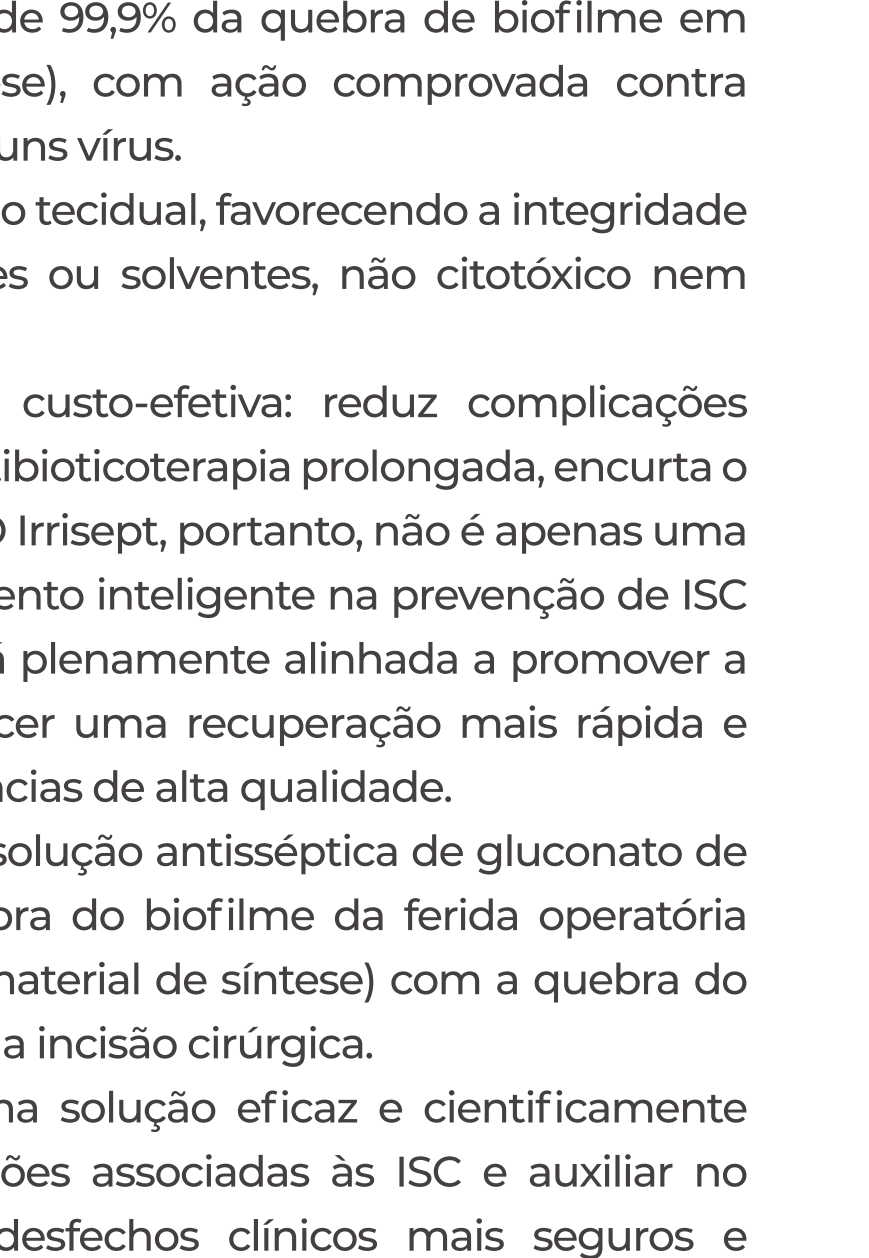 de 99,9% da quebra de biofilme em
se), com ação comprovada contra
uns vírus.
o tecidual, favorecendo a integridade
es ou solventes, não citotóxico nem
custo-efetiva: reduz complicações
tibioticoterapia prolongada, encurta o
O Irrisept, portanto, não é apenas uma
ento inteligente na prevenção de ISC
á plenamente alinhada a promover a
cer uma recuperação mais rápida e
cias de alta qualidade.
solução antisséptica de gluconato de
bra do biofilme da ferida operatória
material de síntese) com a quebra do
a incisão cirúrgica.
na solução eficaz e cientificamente
ões associadas às ISC e auxiliar no
desfechos clínicos mais seguros e